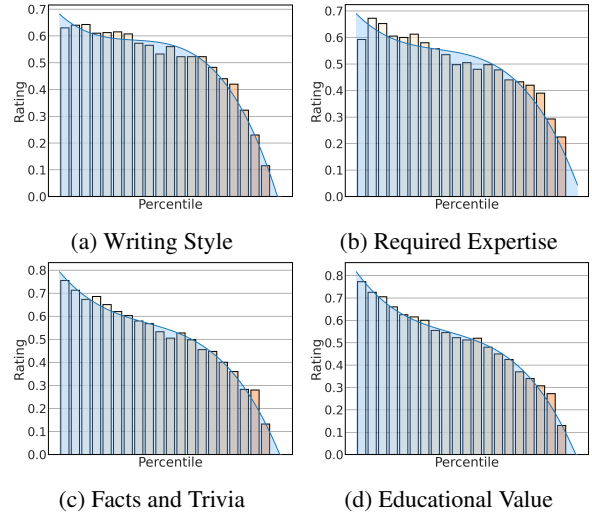 0.7
0.6
0.5
0.4
0.3
0.2
0.1
0.0
Rating
Percentile
(a) Writing Style
0.7
0.6
0.5
0.4
0.3
0.2
0.1
0.0
Rating
Percentile
(b) Required Expertise
0.8
0.7
0.6
0.5
0.4
0.3
0.2
0.1
0.0
Rating
Percentile
(c) Facts and Trivia
0.8
0.7
0.6
0.5
0.4
0.3
0.2
0.1
0.0
Rating
Percentile
(d) Educational Value